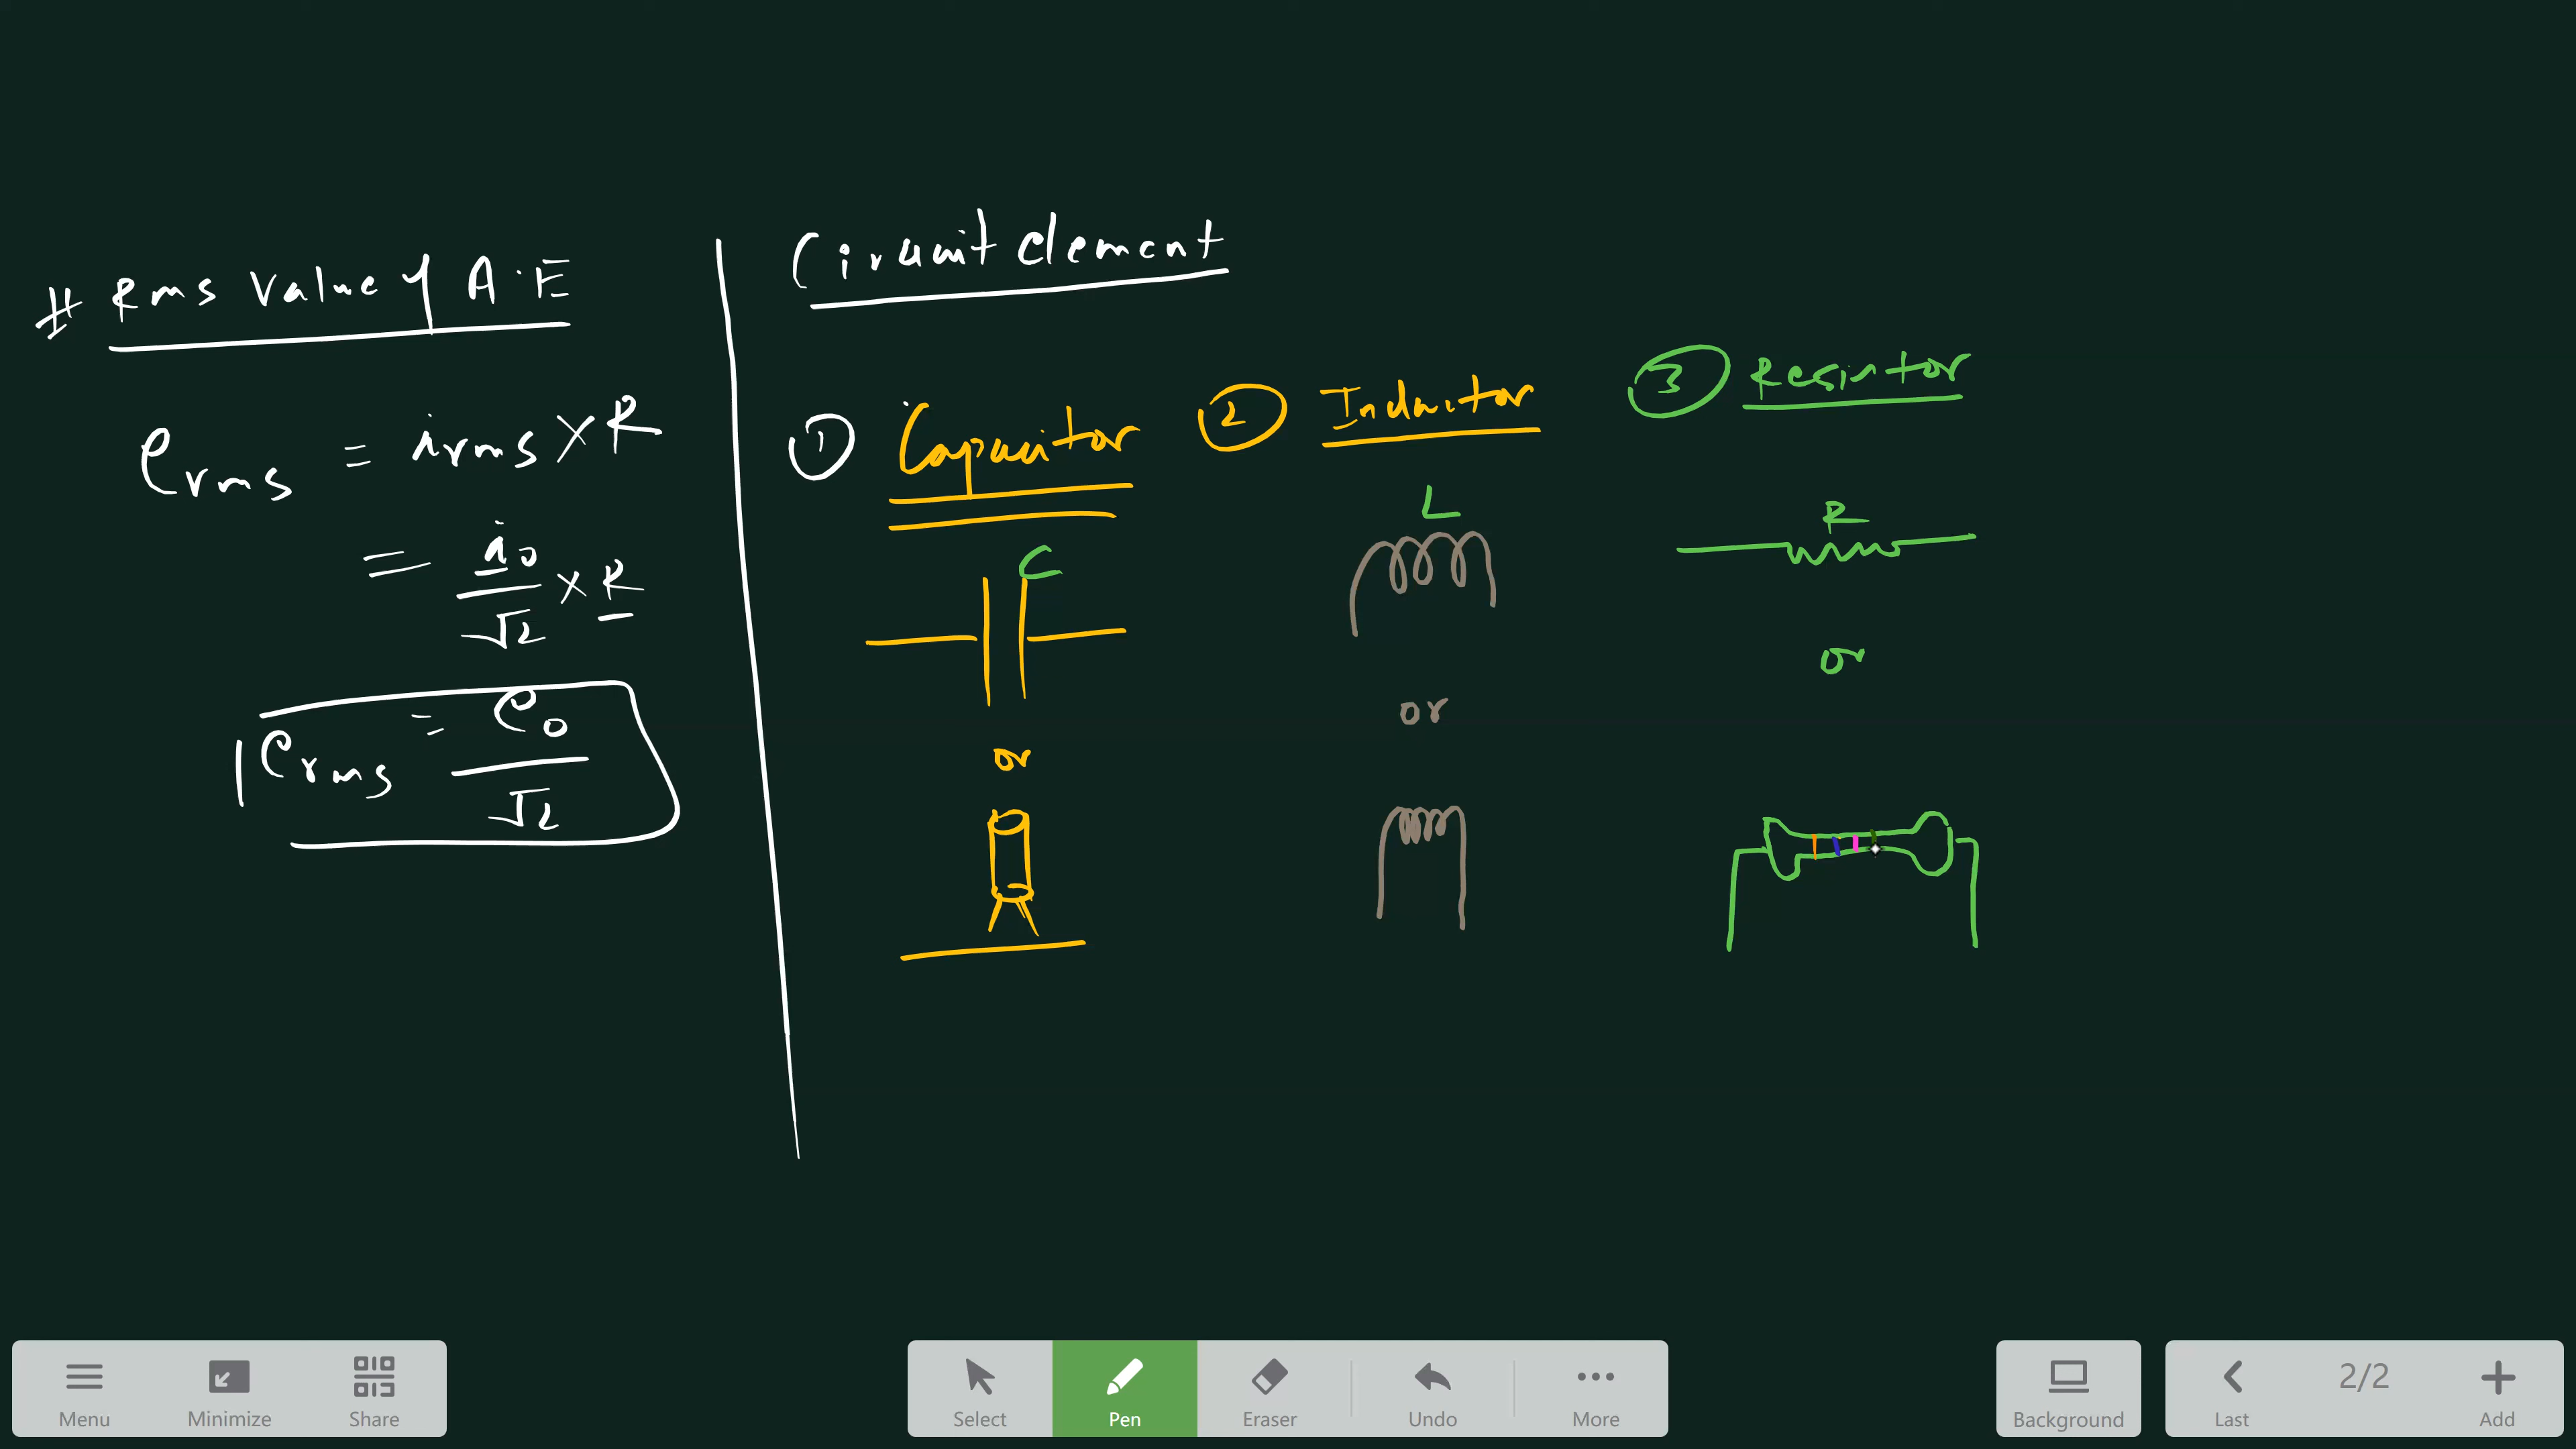 # Rms Value of A.E
erms = irms × R
= i0/√2 × R
erms = e0/√2
Circuit Element
① Capacitor
C
or
② Inductor
L
or
③ Resistor
R
or
Menu
Minimize
Share
Select
Pen
Eraser
Undo
More
Background
Last
2/2
Add